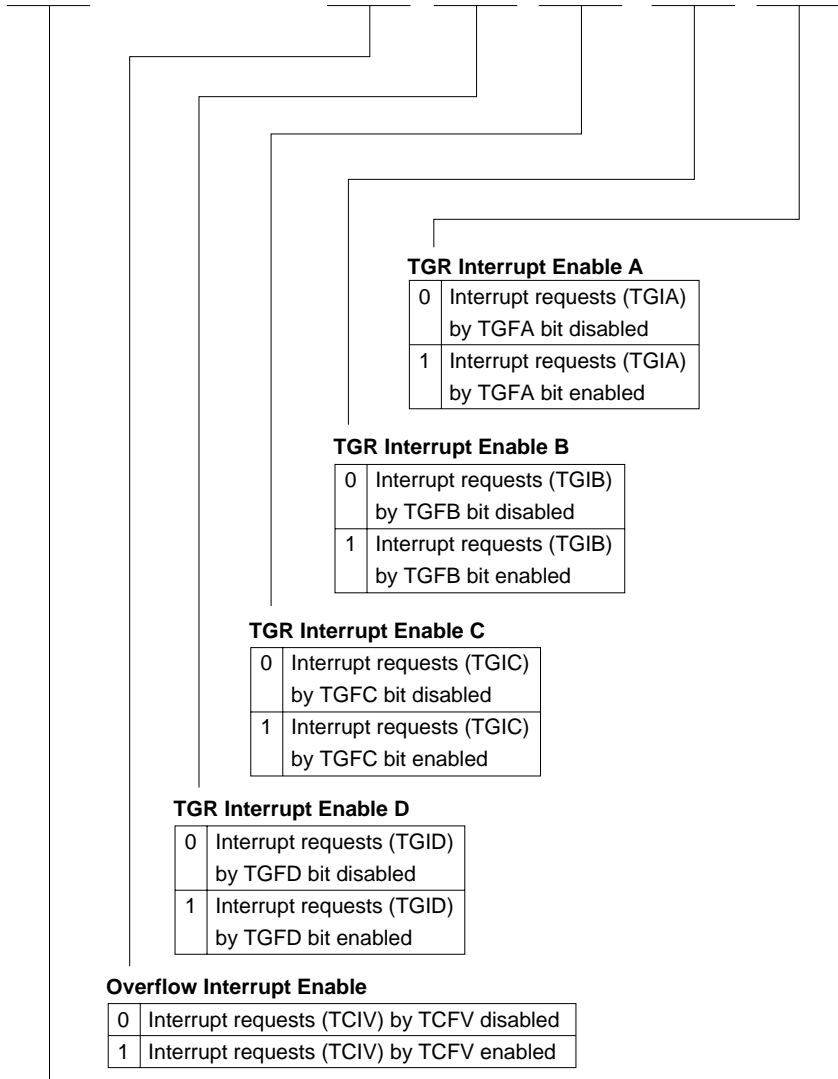 TGR Interrupt Enable A
0 Interrupt requests (TGIA)
by TGFA bit disabled
1 Interrupt requests (TGIA)
by TGFA bit enabled
TGR Interrupt Enable B
0 Interrupt requests (TGIB)
by TGFB bit disabled
1 Interrupt requests (TGIB)
by TGFB bit enabled
TGR Interrupt Enable C
0 Interrupt requests (TGIC)
by TGFC bit disabled
1 Interrupt requests (TGIC)
by TGFC bit enabled
TGR Interrupt Enable D
0 Interrupt requests (TGID)
by TGFD bit disabled
1 Interrupt requests (TGID)
by TGFD bit enabled
Overflow Interrupt Enable
0 Interrupt requests (TCIV) by TCFV disabled
1 Interrupt requests (TCIV) by TCFV enabled